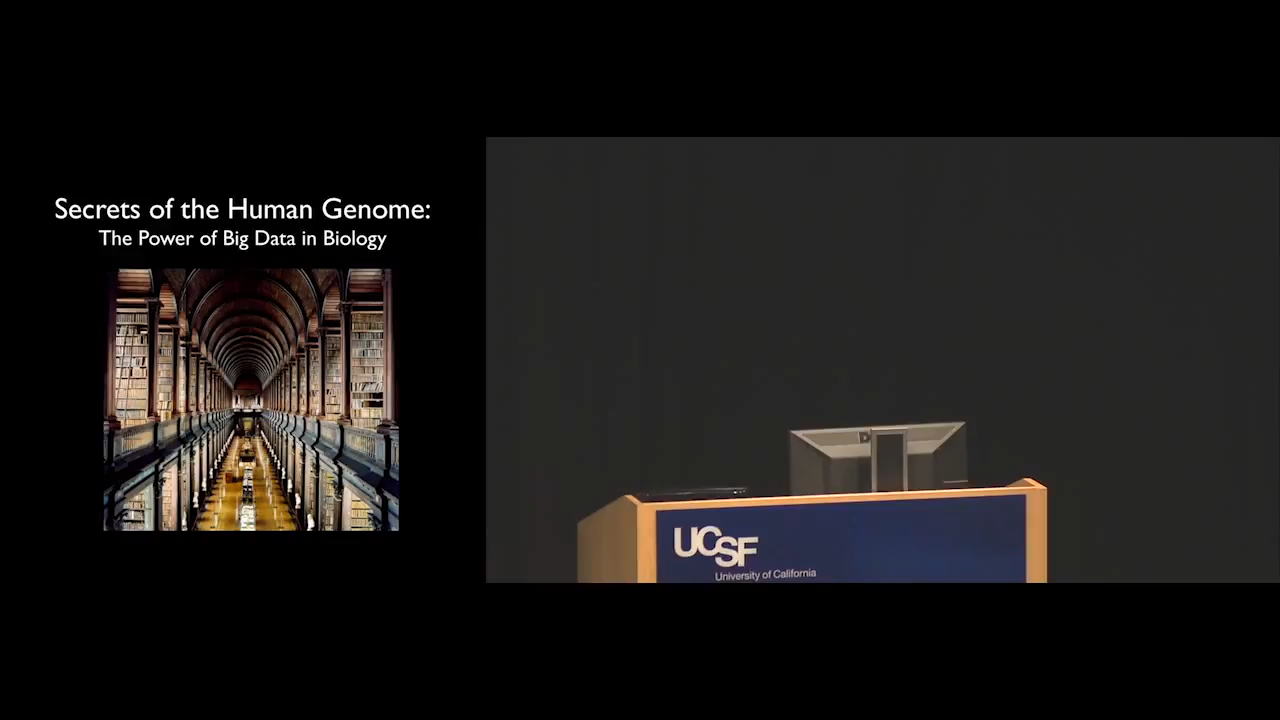 Secrets of the Human Genome:
The Power of Big Data in Biology
UCSF
University of California